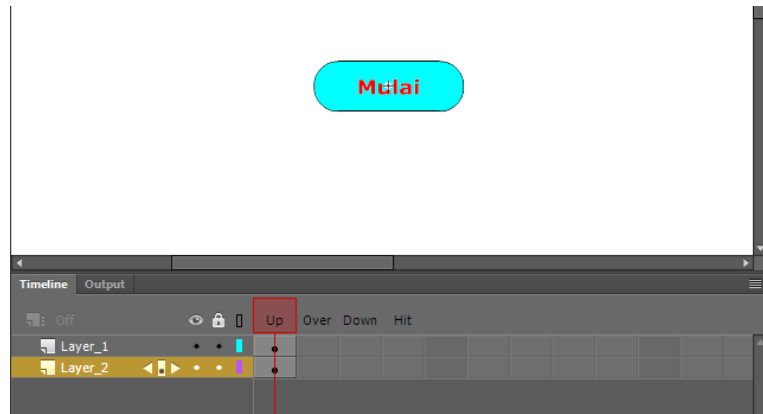 Mulai
Timeline Output
Off Up Over Down Hit
Layer_1
Layer_2